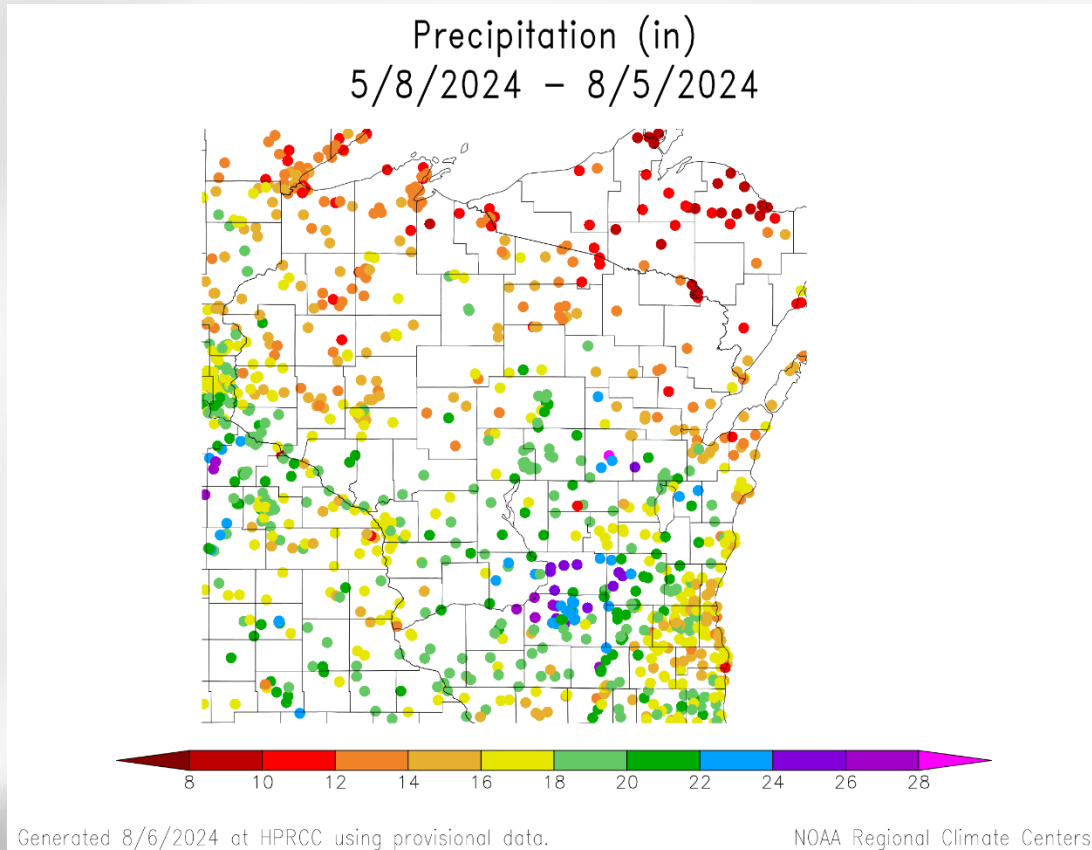 Precipitation (in)
5/8/2024 – 8/5/2024
8 10 12 14 16 18 20 22 24 26 28
Generated 8/6/2024 at HPRCC using provisional data.
NOAA Regional Climate Centers